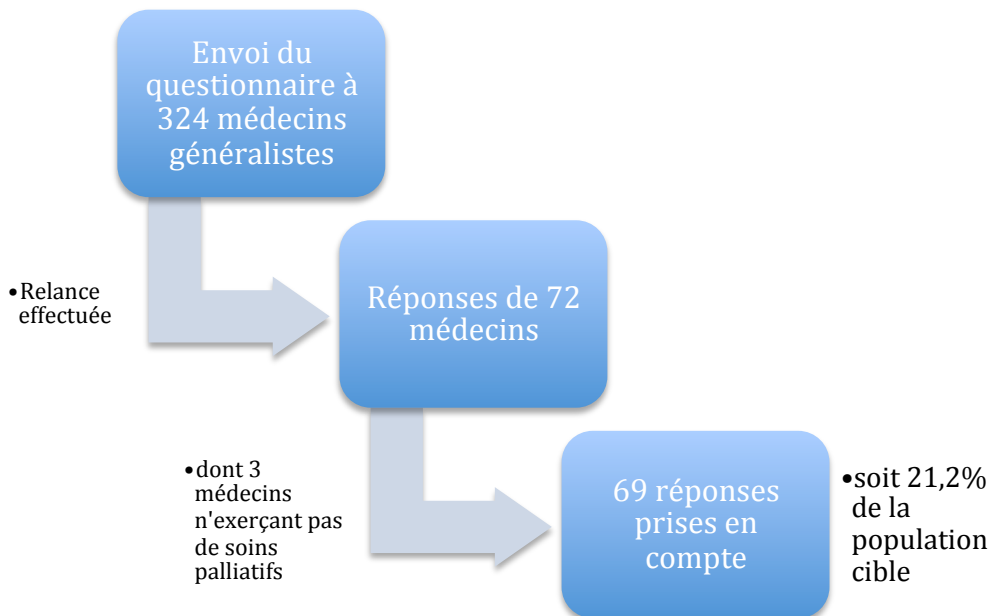 Envoi du
questionnaire à
324 médecins
généralistes
•Relance
effectuée
Réponses de 72
médecins
•dont 3
médecins
n'exerçant pas
de soins
palliatifs
69 réponses
prises en
compte
•soit 21,2%
de la
population
cible